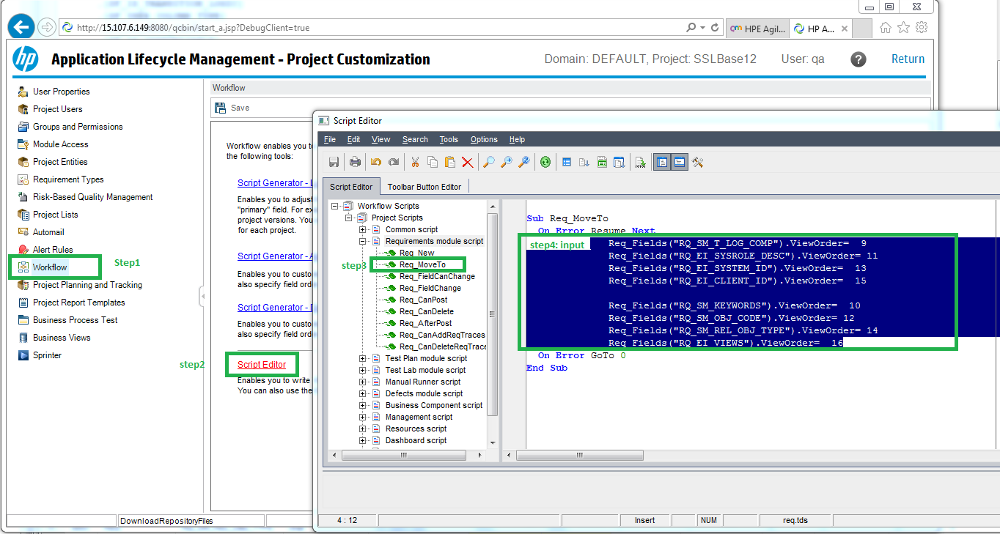 http://15.107.6.149:8080/qcbin/start_a.jsp?DebugClient=true
HPE Agil...
HP A...
hp
Application Lifecycle Management - Project Customization
Domain: DEFAULT, Project: SSLBase12
User: qa
?
Return
User Properties
Project Users
Groups and Permissions
Module Access
Project Entities
Requirement Types
Risk-Based Quality Management
Project Lists
Automail
Alert Rules
Workflow
Step1
Project Planning and Tracking
Project Report Templates
Business Process Test
Business Views
Sprinter
Workflow
Save
Workflow enables you t
the following tools:
Script Generator - L
Enables you to adjust
"primary" field. For ex
project versions. You
for each project.
Script Generator - A
Enables you to custo
also specify field orde
Script Generator - D
Enables you to custo
also specify field orde
step2
Script Editor
Enables you to write
You can also use the
DownloadRepositoryFiles
Script Editor
File Edit View Search Tools Options Help
Script Editor
Toolbar Button Editor
Workflow Scripts
Project Scripts
Common script
Requirements module script
Req_New
step3
Req_MoveTo
Req_FieldCanChange
Req_FieldChange
Req_CanPost
Req_CanDelete
Req_AfterPost
Req_CanAddReqTraces
Req_CanDeleteReqTrace
Test Plan module script
Test Lab module script
Manual Runner script
Defects module script
Business Component script
Management script
Resources script
Dashboard script
Sub Req_MoveTo
On Error Resume Next
step4: input
Req_Fields("RQ_SM_T_LOG_COMP").ViewOrder= 9
Req_Fields("RQ_EI_SYSROLE_DESC").ViewOrder= 11
Req_Fields("RQ_EI_SYSTEM_ID").ViewOrder= 13
Req_Fields("RQ_EI_CLIENT_ID").ViewOrder= 15
Req_Fields("RQ_SM_KEYWORDS").ViewOrder= 10
Req_Fields("RQ_SM_OBJ_CODE").ViewOrder= 12
Req_Fields("RQ_SM_REL_OBJ_TYPE").ViewOrder= 14
Req_Fields("RQ_EI_VIEWS").ViewOrder= 16
On Error GoTo 0
End Sub
4 : 12
Insert
NUM
req.tds